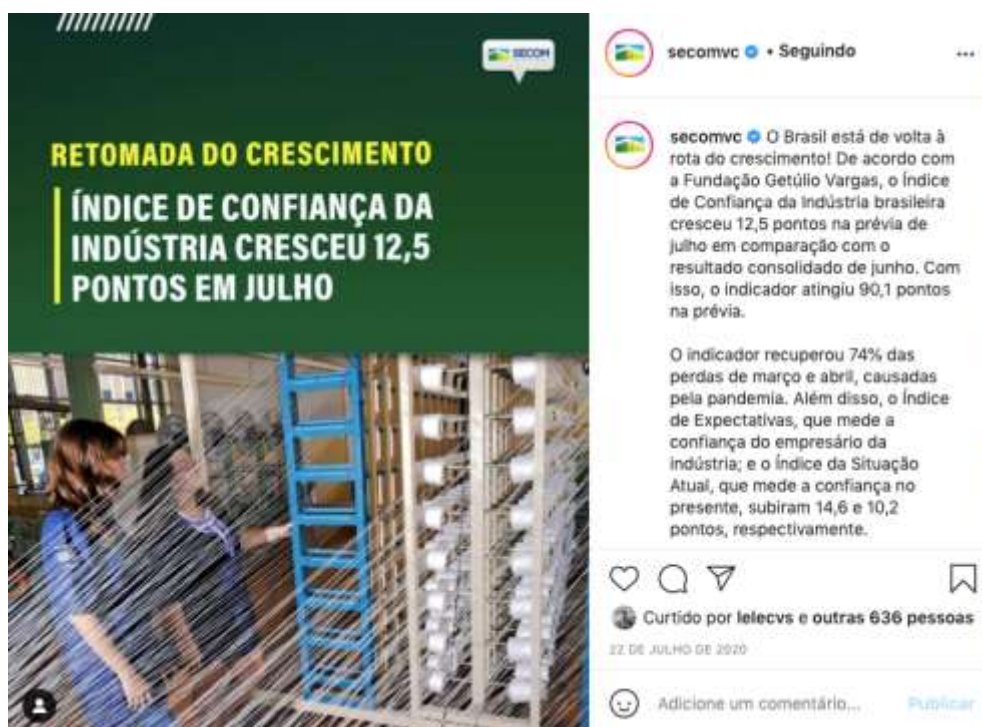 SECOM
RETOMADA DO CRESCIMENTO
ÍNDICE DE CONFIANÇA DA
INDÚSTRIA CRESCEU 12,5
PONTOS EM JULHO
secomvc • Seguindo
...
secomvc O Brasil está de volta à
rota do crescimento! De acordo com
a Fundação Getúlio Vargas, o Índice
de Confiança da Indústria brasileira
cresceu 12,5 pontos na prévia de
julho em comparação com o
resultado consolidado de junho. Com
isso, o indicador atingiu 90,1 pontos
na prévia.
O indicador recuperou 74% das
perdas de março e abril, causadas
pela pandemia. Além disso, o Índice
de Expectativas, que mede a
confiança do empresário da
indústria; e o Índice da Situação
Atual, que mede a confiança no
presente, subiram 14,6 e 10,2
pontos, respectivamente.
Curtido por lelecvs e outras 636 pessoas
22 DE JULHO DE 2020
Adicione um comentário... Publicar